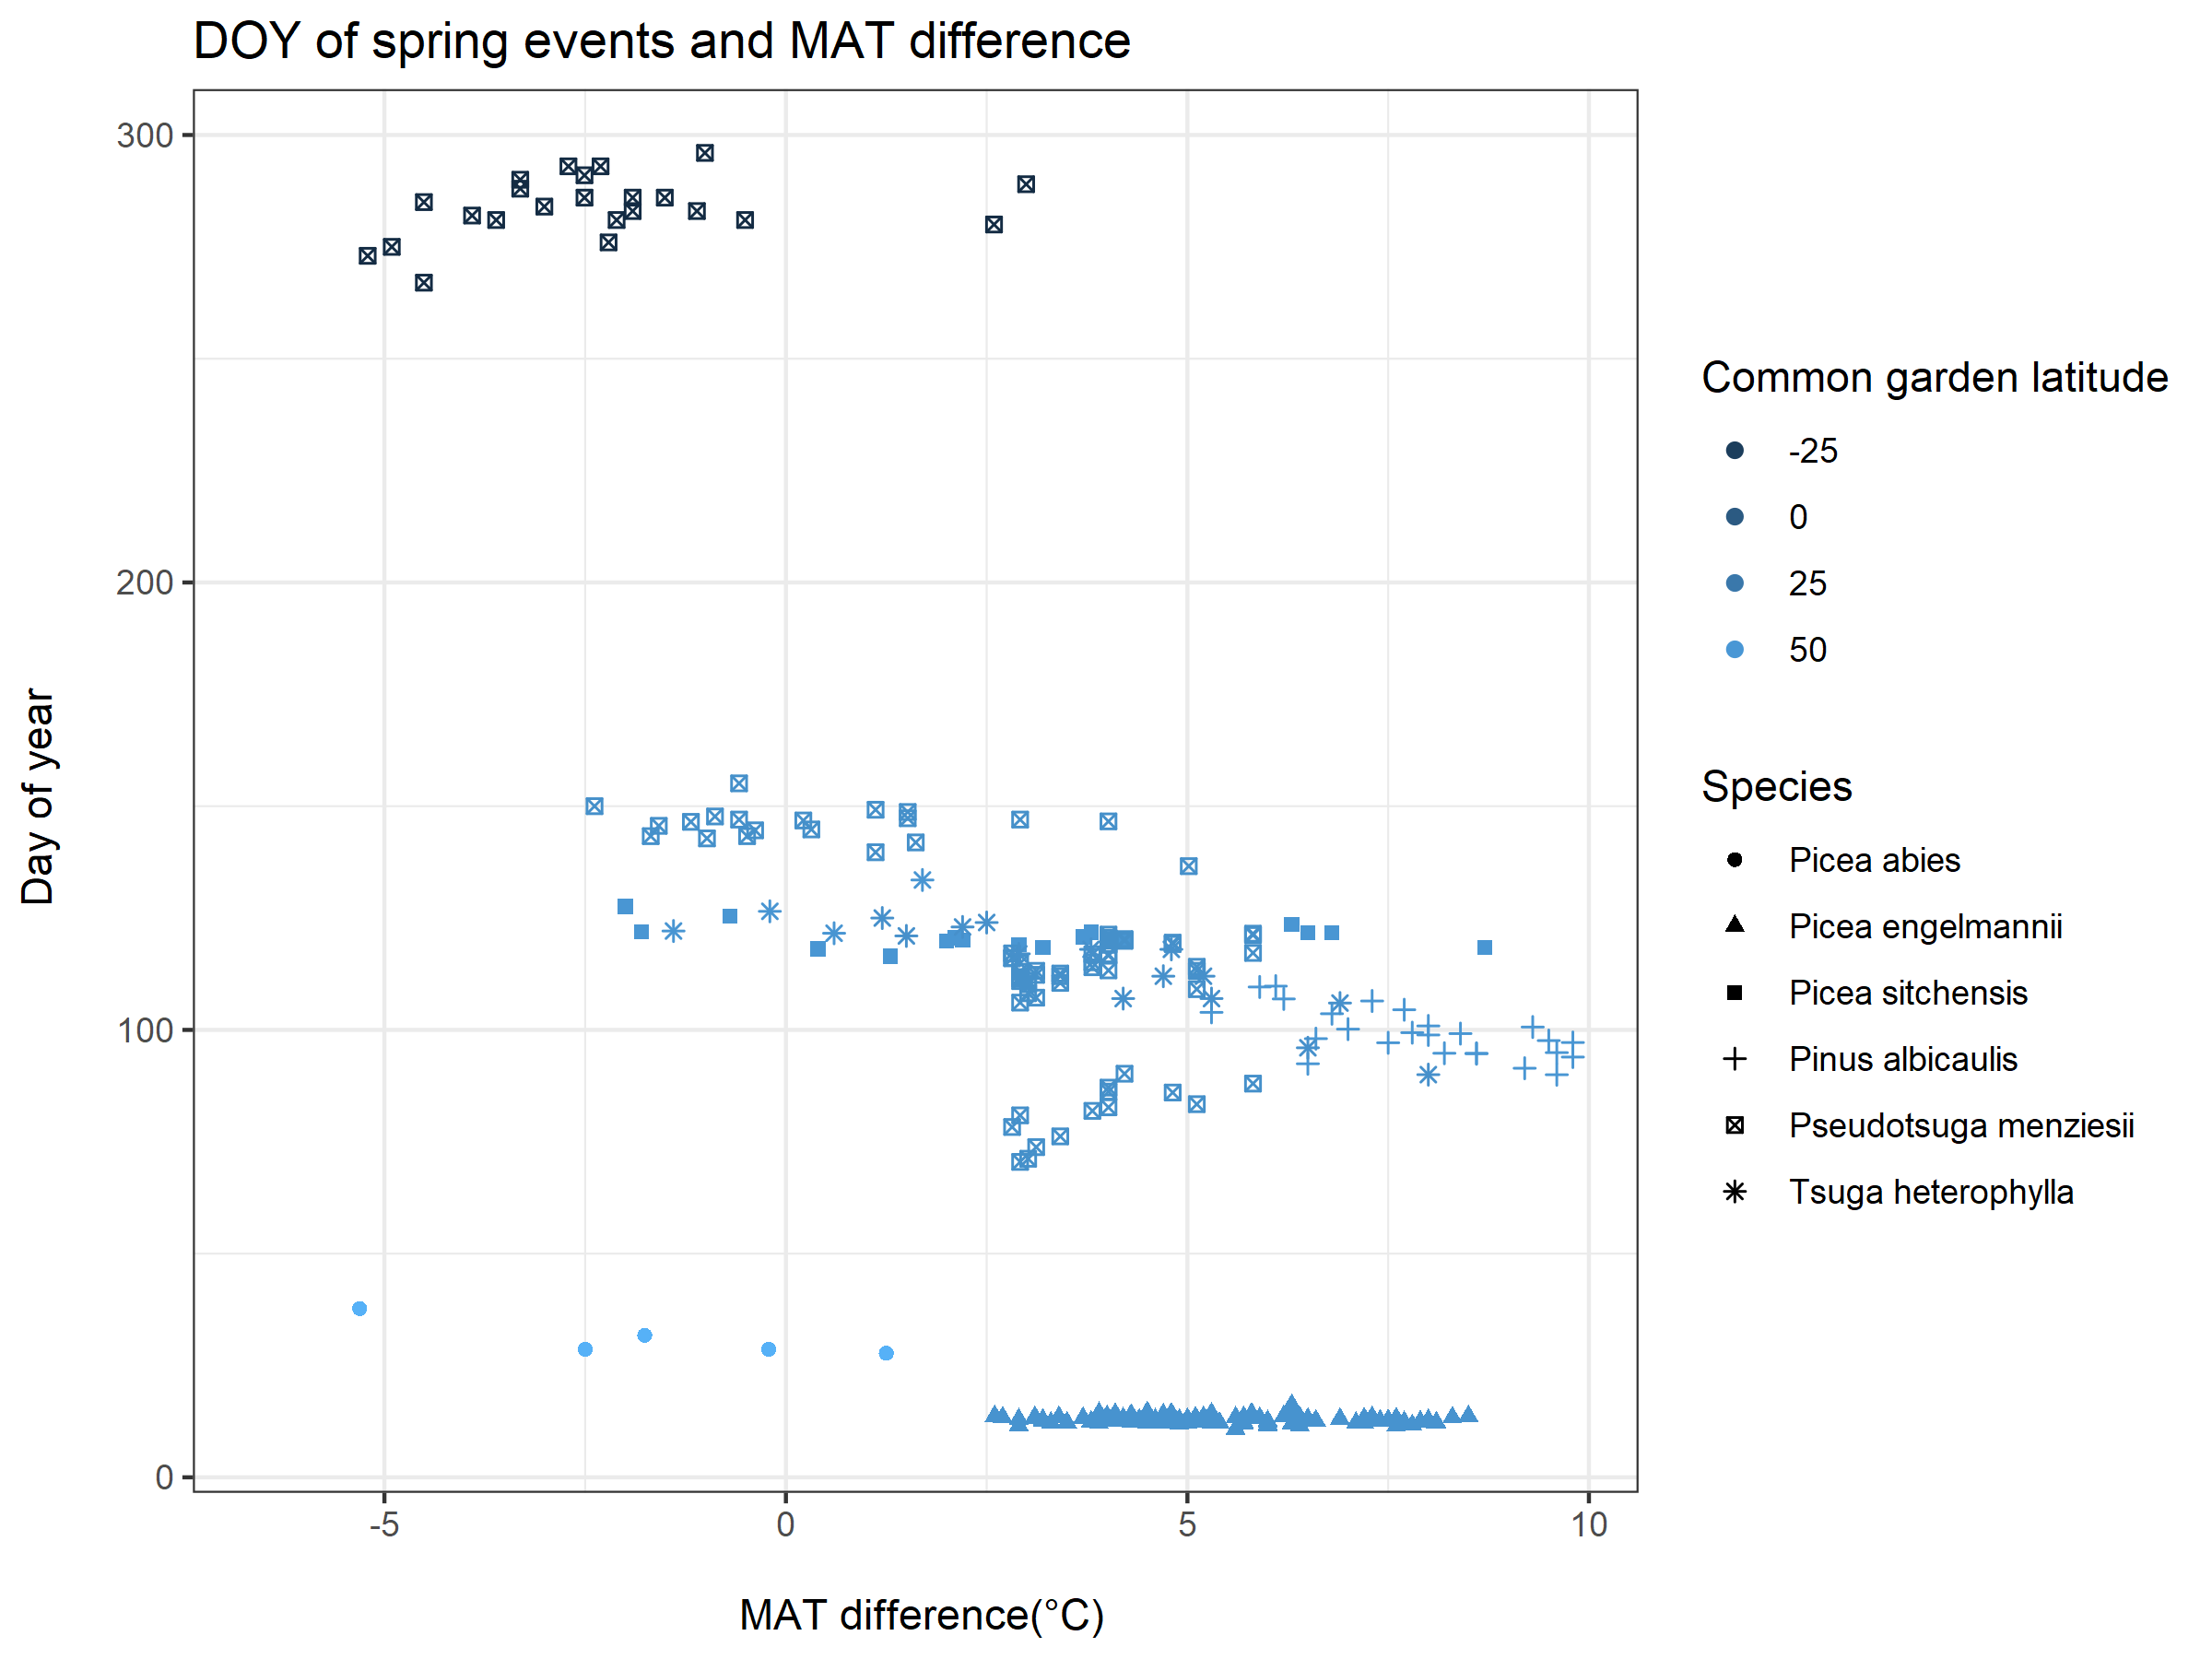 DOY of spring events and MAT difference
300
200
100
0
Day of year
-5
0
5
10
MAT difference(°C)
Common garden latitude
-25
0
25
50
Species
Picea abies
Picea engelmannii
Picea sitchensis
Pinus albicaulis
Pseudotsuga menziesii
Tsuga heterophylla